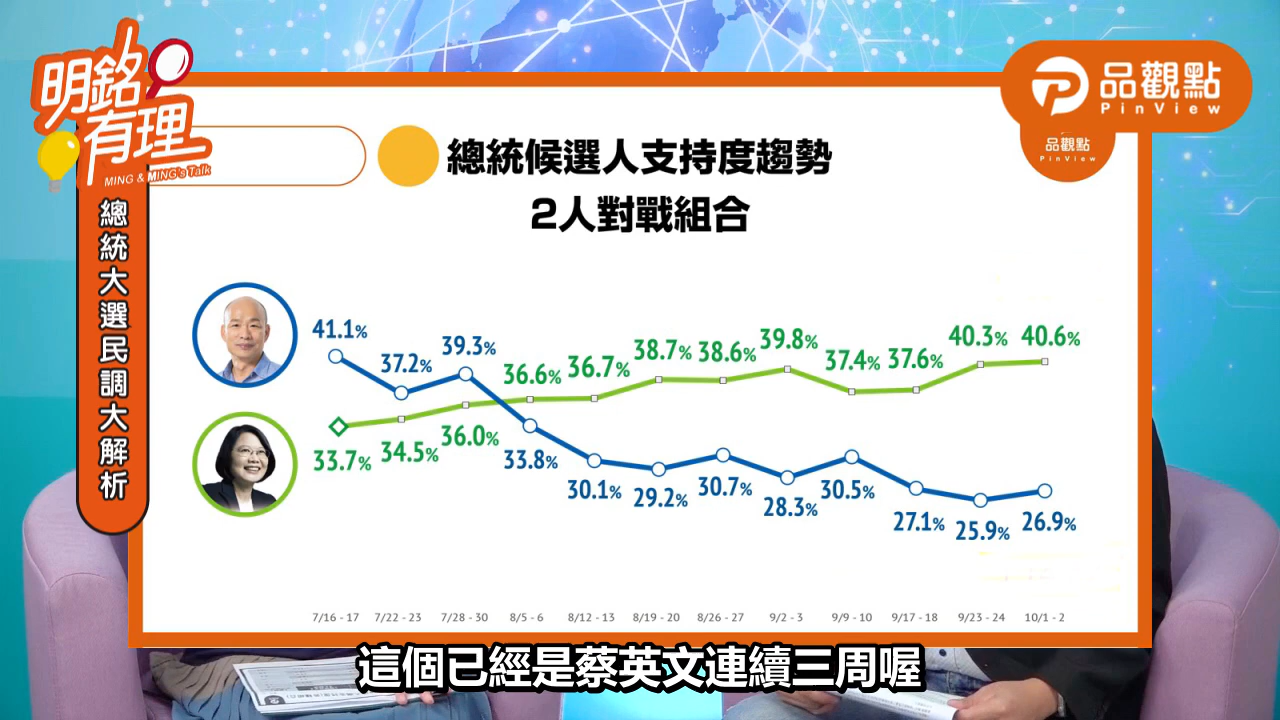 明銘有理
MING & MING's Talk
總統大選民調大解析
品觀點
PinView
品觀點
PinView
總統候選人支持度趨勢
2人對戰組合
41.1% 37.2% 39.3% 36.6% 36.7% 38.7% 38.6% 39.8% 37.4% 37.6% 40.3% 40.6%
33.7% 34.5% 36.0% 33.8% 30.1% 29.2% 30.7% 28.3% 30.5% 27.1% 25.9% 26.9%
7/16 - 17 7/22 - 23 7/28 - 30 8/5 - 6 8/12 - 13 8/19 - 20 8/26 - 27 9/2 - 3 9/9 - 10 9/17 - 18 9/23 - 24 10/1 - 2
這個已經是蔡英文連續三周喔